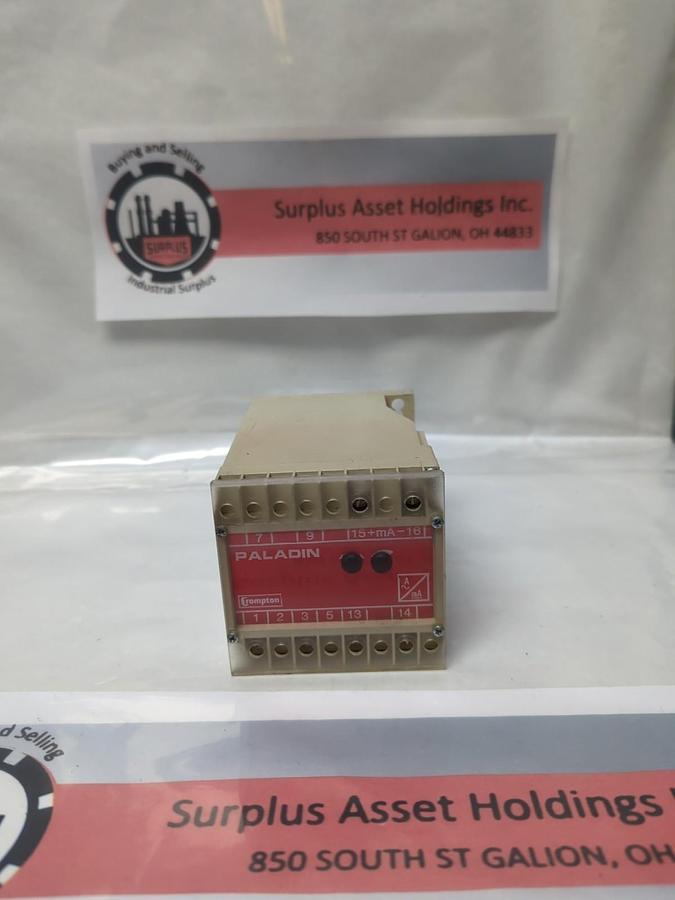 Buying and Selling
SURPLUS
Industrial Surplus
Surplus Asset Holdings Inc.
850 SOUTH ST GALION, OH 44833
7 9 15+mA-16
PALADIN
A
mA
Crompton
1 2 3 5 13 14
d Selling
Surplus Asset Holdings
850 SOUTH ST GALION, OH